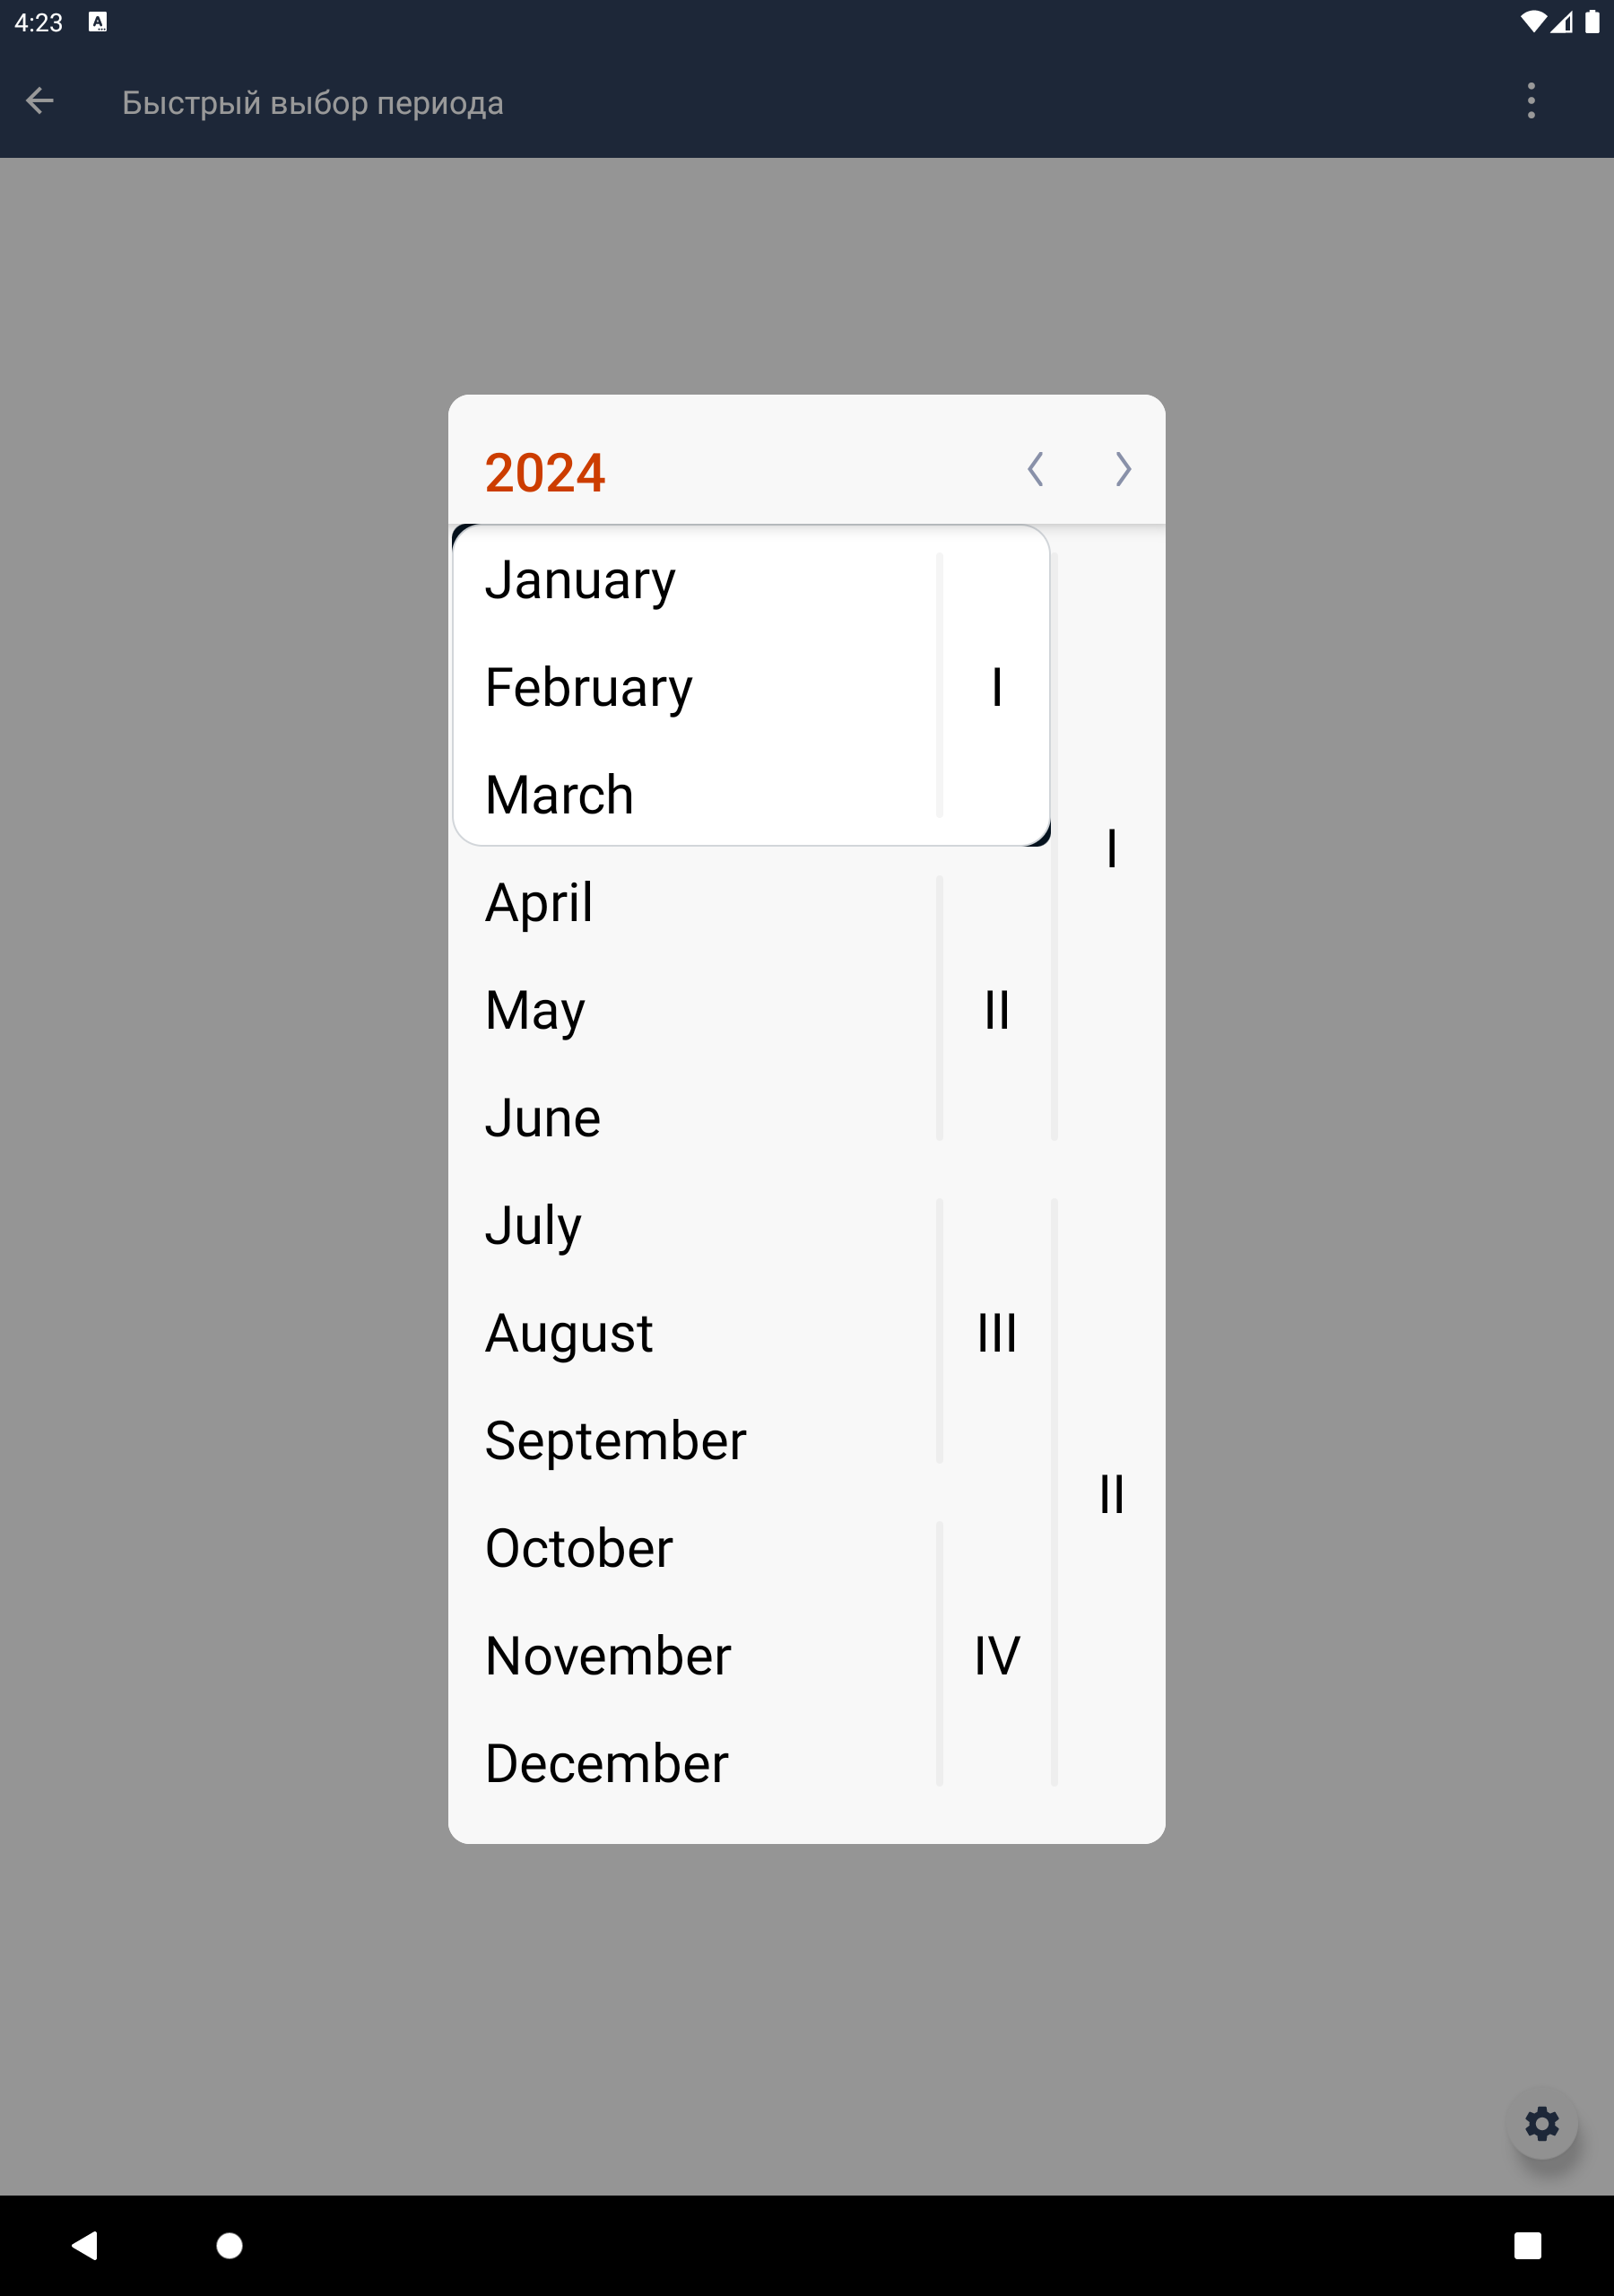 4:23
Быстрый выбор периода
2024
January
February
I
March
I
April
May
II
June
July
August
III
September
II
October
November
IV
December